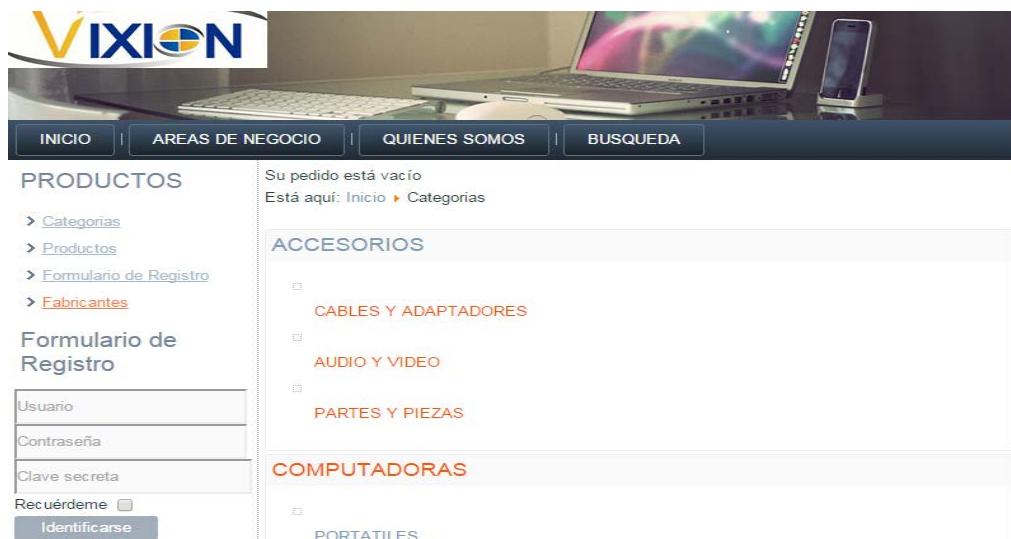 VIXION
INICIO | AREAS DE NEGOCIO | QUIENES SOMOS | BUSQUEDA
PRODUCTOS
Categorias
Productos
Formulario de Registro
Fabricantes
Formulario de
Registro
Usuario
Contraseña
Clave secreta
Recuérdeme
Identificarse
Su pedido está vacío
Está aquí: Inicio Categorias
ACCESORIOS
CABLES Y ADAPTADORES
AUDIO Y VIDEO
PARTES Y PIEZAS
COMPUTADORAS
PORTATILES